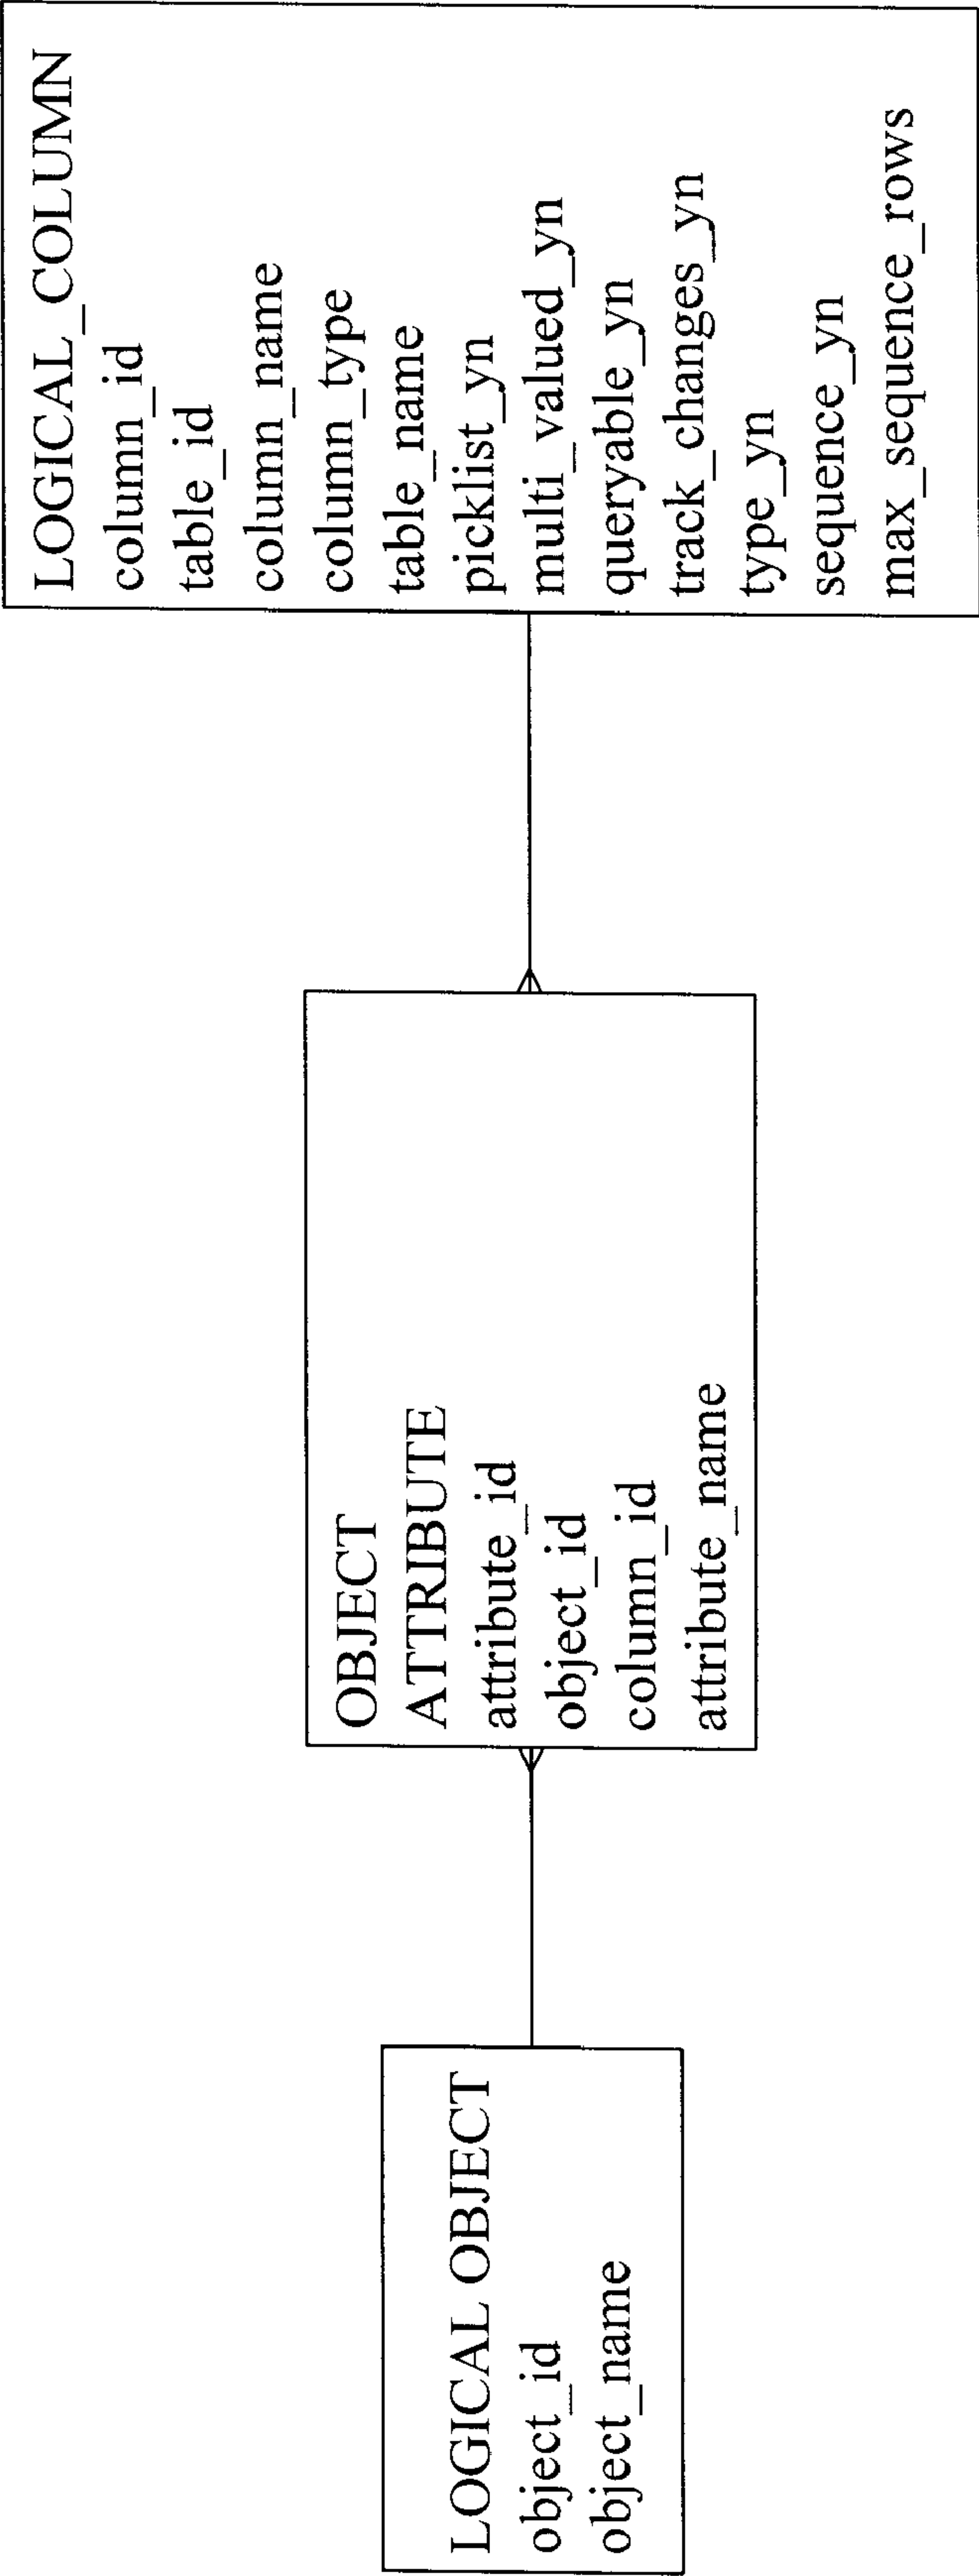 LOGICAL OBJECT
object_id
object_name
OBJECT
ATTRIBUTE
attribute_id
object_id
column_id
attribute_name
LOGICAL_COLUMN
column_id
table_id
column_name
column_type
table_name
picklist_yn
multi_valued_yn
queryable_yn
track_changes_yn
type_yn
sequence_yn
max_sequence_rows